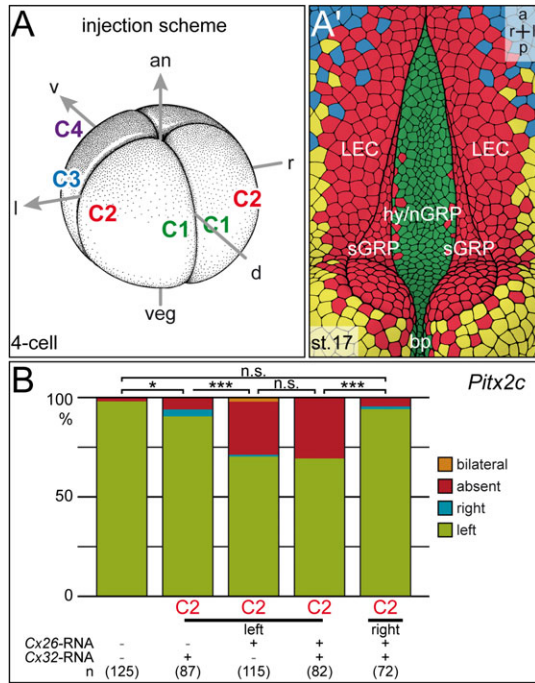 A
injection scheme
an
v
C4
C3
C2
C2
r
l
C1
C1
d
veg
4-cell
A'
a
r l
p
LEC
LEC
hy/nGRP
sGRP
sGRP
st.17
bp
B
Pitx2c
n.s.
* *** n.s. ***
100
%
50
0
bilateral
absent
right
left
C2 C2 C2 C2
left right
Cx26-RNA - - + + +
Cx32-RNA - + - + +
n (125) (87) (115) (82) (72)